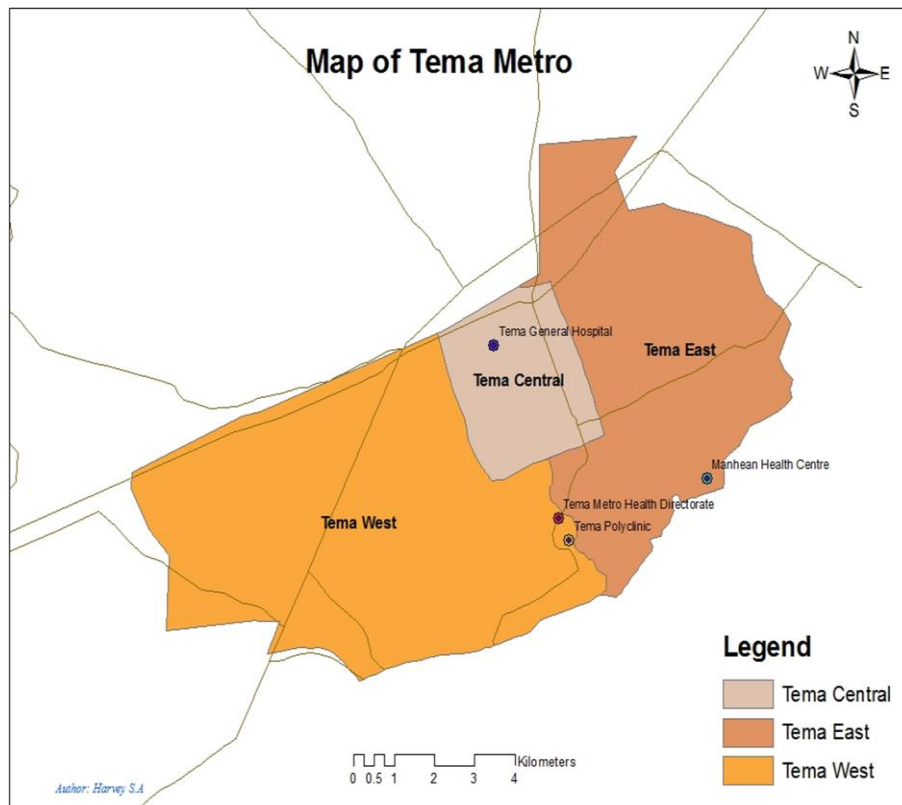 Map of Tema Metro
N
W E
S
Tema General Hospital
Tema East
Tema Central
Manhean Health Centre
Tema Metro Health Directorate
Tema West
Tema Polyclinic
Legend
Tema Central
Tema East
Tema West
Kilometers
0 0.5 1 2 3 4
Author: Harvey S.A